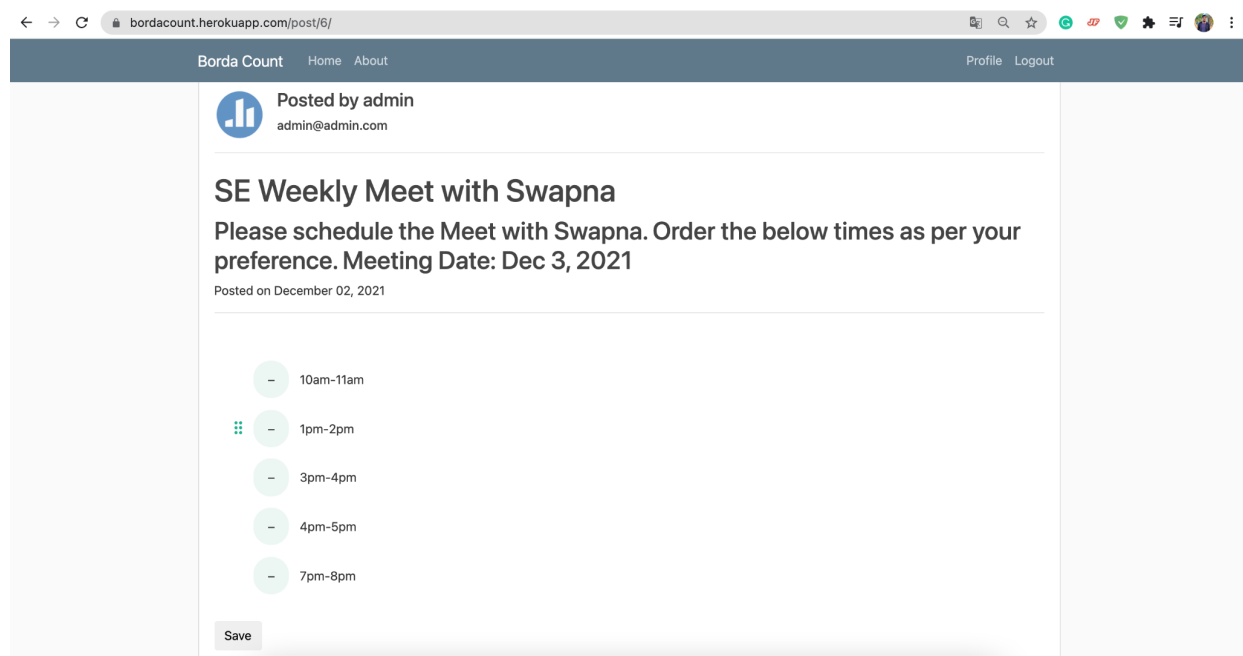 bordacount.herokuapp.com/post/6/
Borda Count Home About Profile Logout
Posted by admin
admin@admin.com
SE Weekly Meet with Swapna
Please schedule the Meet with Swapna. Order the below times as per your
preference. Meeting Date: Dec 3, 2021
Posted on December 02, 2021
– 10am-11am
– 1pm-2pm
– 3pm-4pm
– 4pm-5pm
– 7pm-8pm
Save